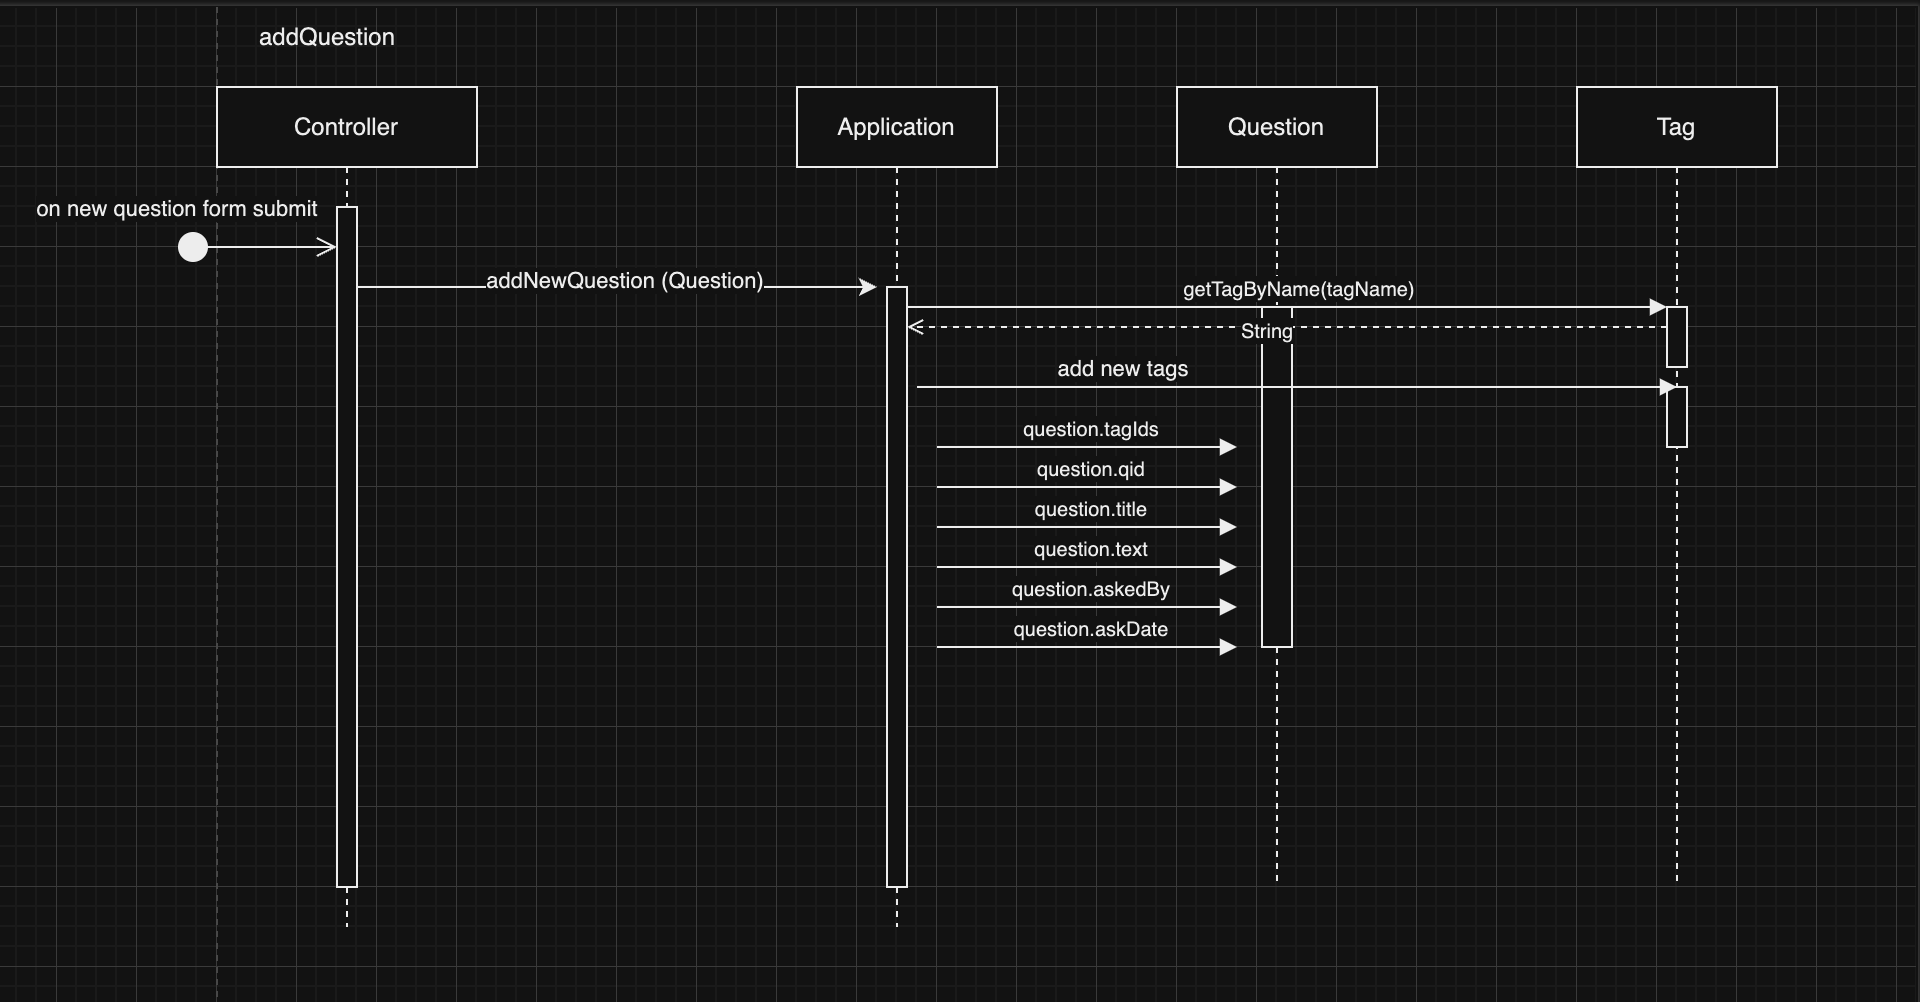 addQuestion
Controller
Application
Question
Tag
on new question form submit
addNewQuestion (Question)
getTagByName(tagName)
String
add new tags
question.tagIds
question.qid
question.title
question.text
question.askedBy
question.askDate